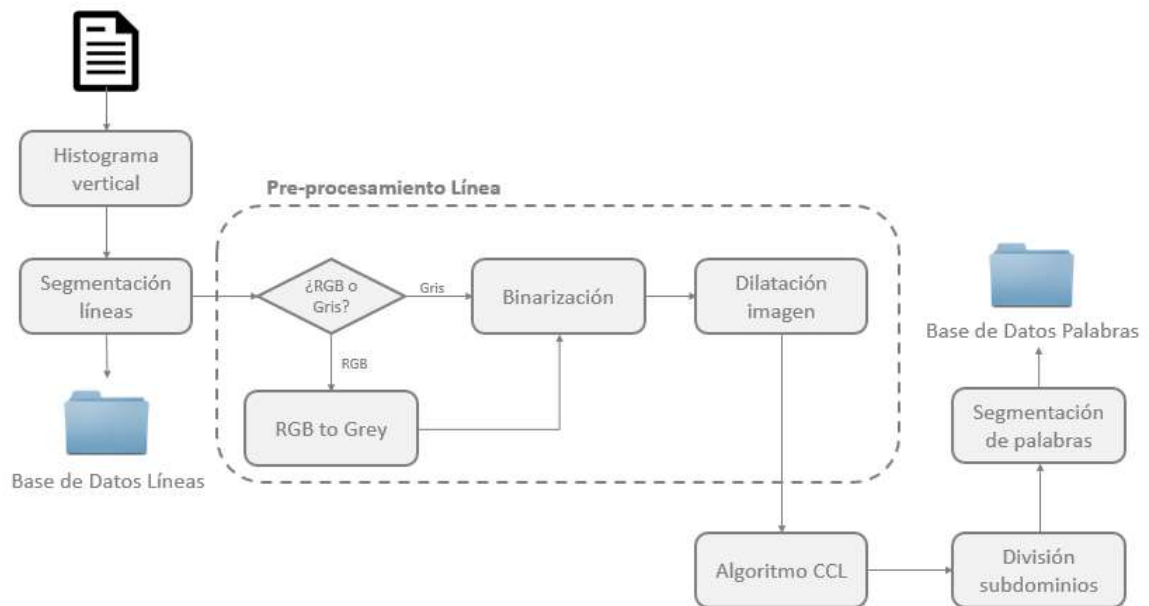 Histograma
vertical
Pre-procesamiento Línea
Segmentación
líneas
¿RGB o
Gris?
Gris
Binarización
Dilatación
imagen
Base de Datos Palabras
RGB
RGB to Grey
Segmentación
de palabras
Base de Datos Líneas
Algoritmo CCL
División
subdominios